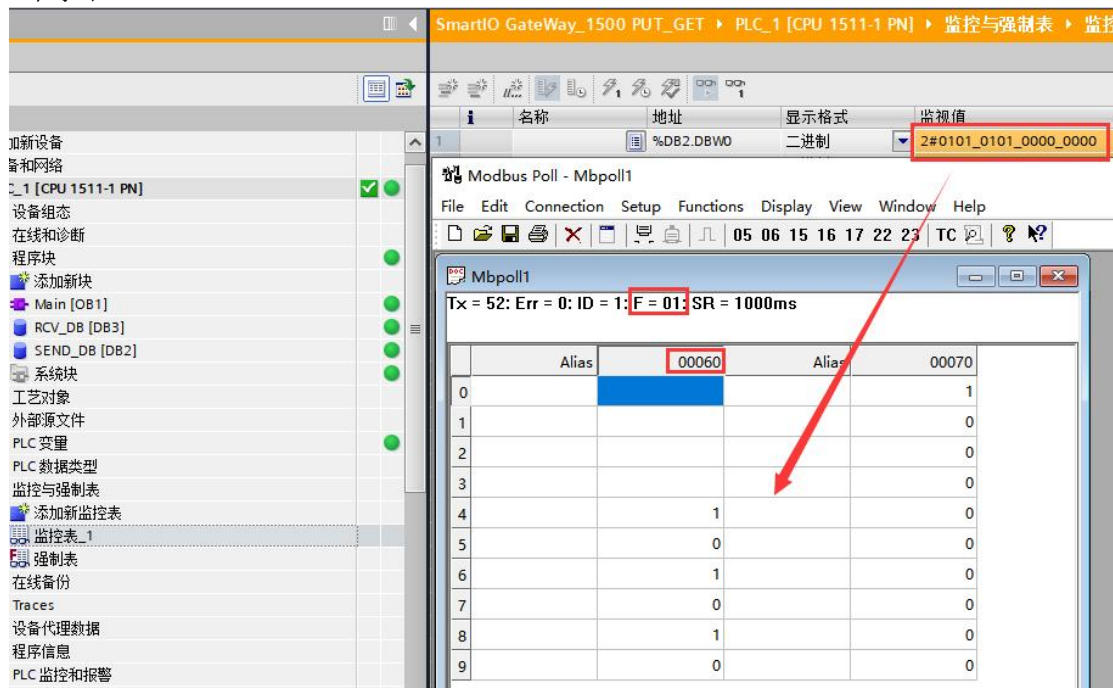 SmartIO GateWay_1500 PUT_GET ▸ PLC_1 [CPU 1511-1 PN] ▸ 监控与强制表 ▸
i 名称 地址 显示格式 监视值
1 %DB2.DBW0 二进制 2#0101_0101_0000_0000
加新设备
备和网络
C_1 [CPU 1511-1 PN]
设备组态
在线和诊断
程序块
添加新块
Main [OB1]
RCV_DB [DB3]
SEND_DB [DB2]
系统块
工艺对象
外部源文件
PLC 变量
PLC 数据类型
监控与强制表
添加新监控表
监控表_1
强制表
在线备份
Traces
设备代理数据
程序信息
PLC 监控和报警
Modbus Poll - Mbpoll1
File Edit Connection Setup Functions Display View Window Help
05 06 15 16 17 22 23 TC
Mbpoll1
Tx = 52: Err = 0: ID = 1: F = 01: SR = 1000ms
Alias 00060 Alias 00070
0 1
1 0
2 0
3 0
4 1 0
5 0 0
6 1 0
7 0 0
8 1 0
9 0 0